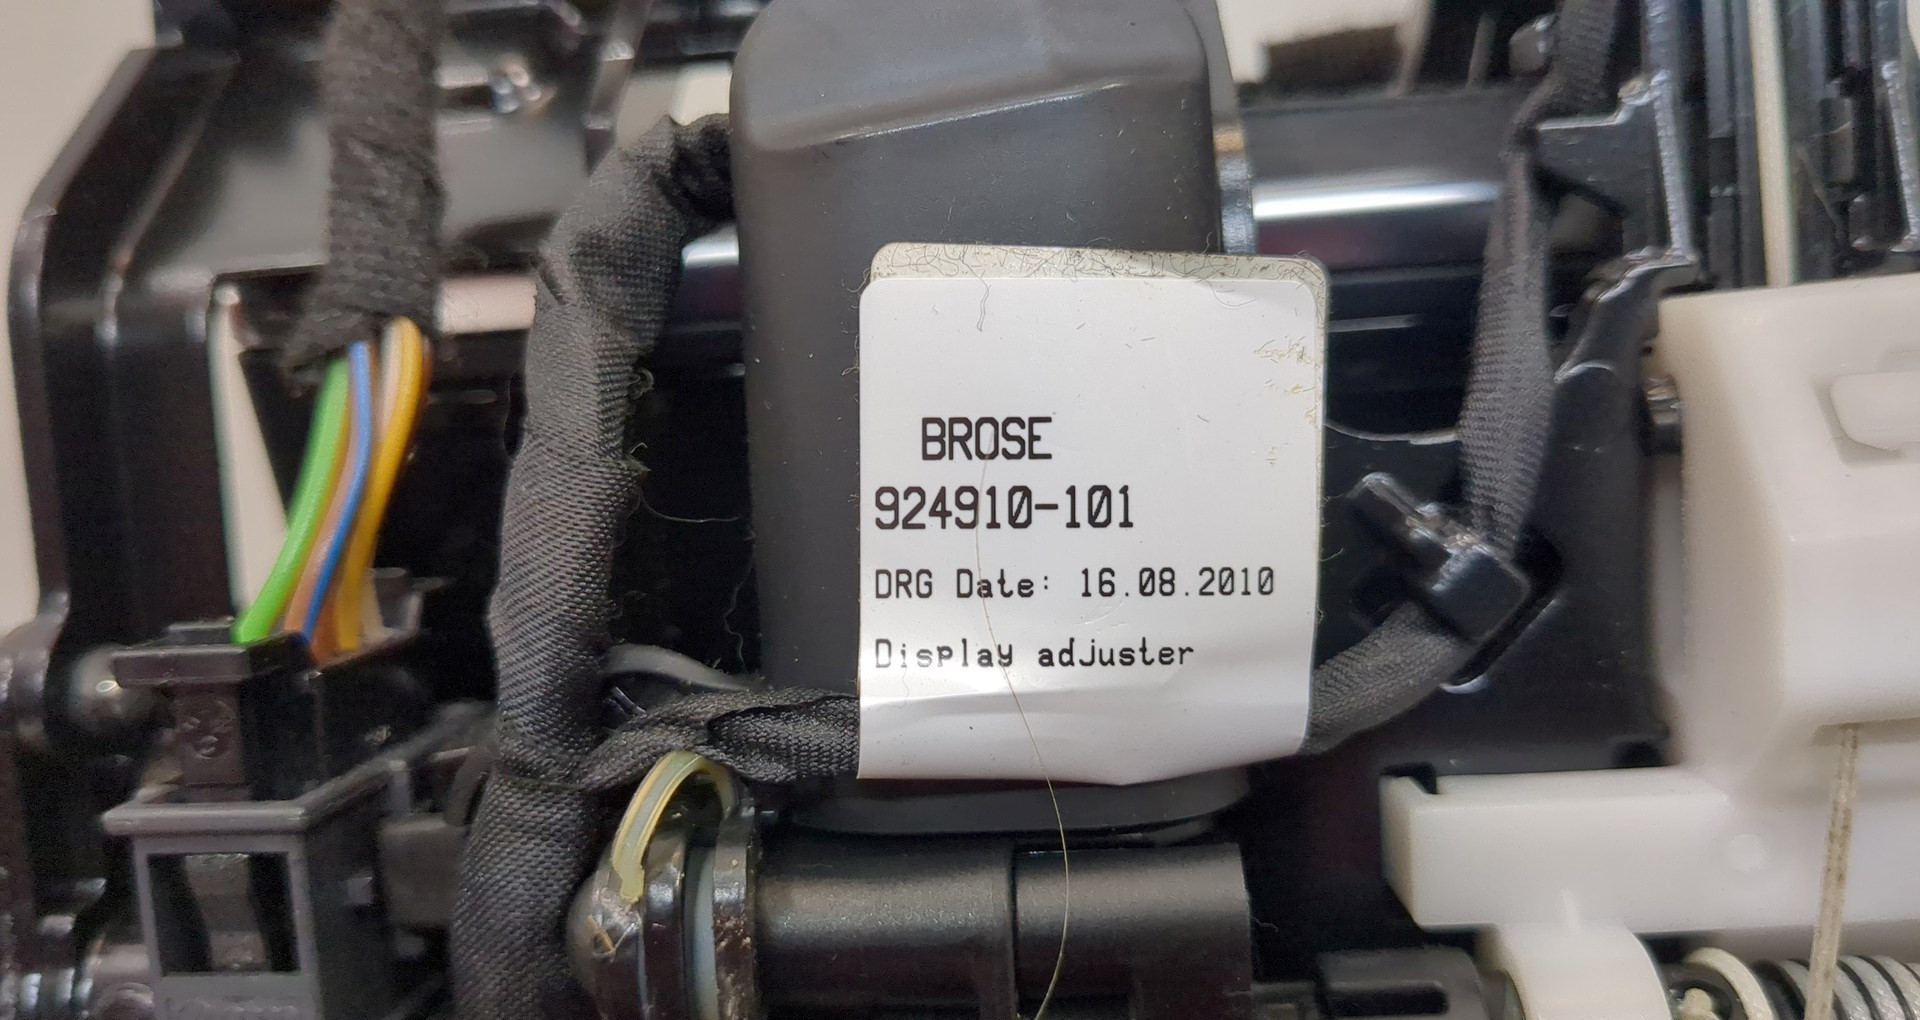 BROSE
924910-101
DRG Date: 16.08.2010
Display adjuster